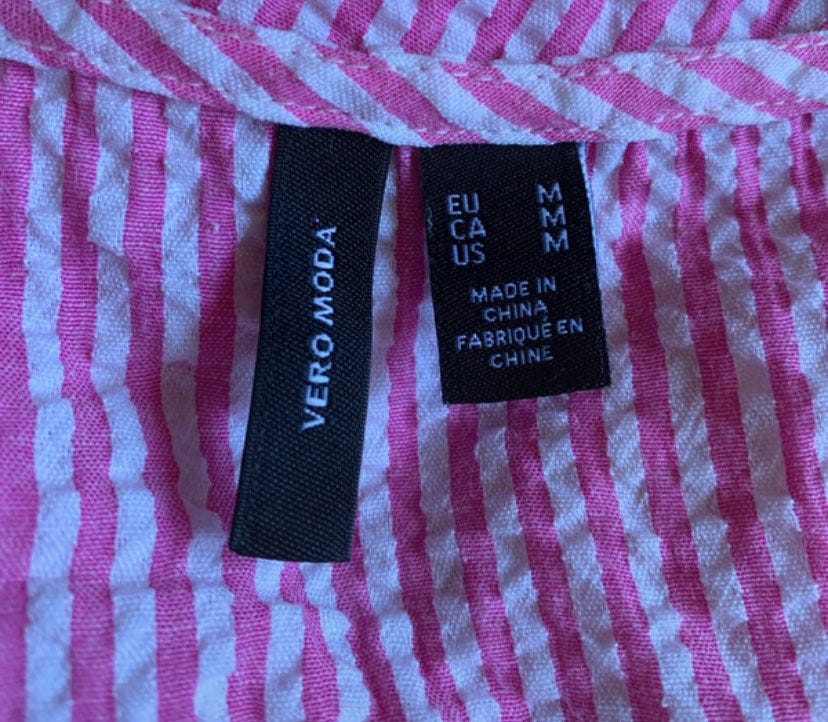 VERO MODA
EU M
CA M
US M
MADE IN
CHINA
FABRIQUÉ EN
CHINE